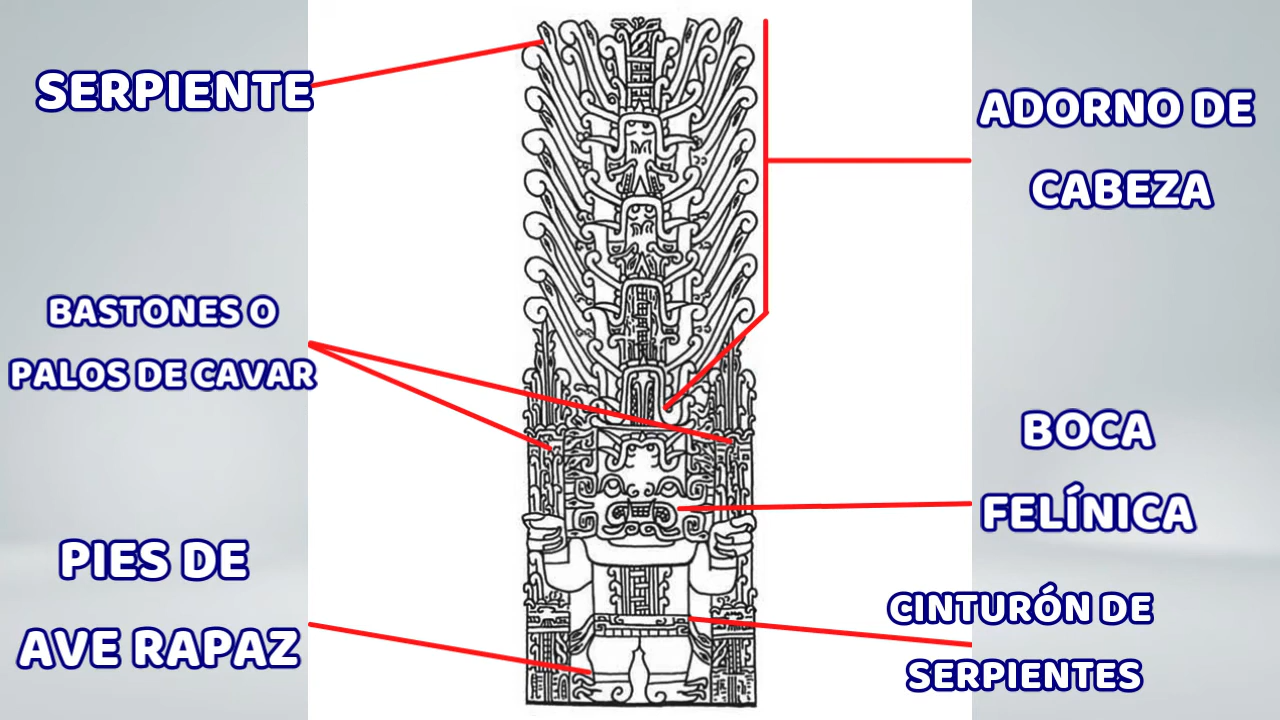 SERPIENTE
BASTONES O
PALOS DE CAVAR
PIES DE
AVE RAPAZ
ADORNO DE
CABEZA
BOCA
FELÍNICA
CINTURÓN DE
SERPIENTES